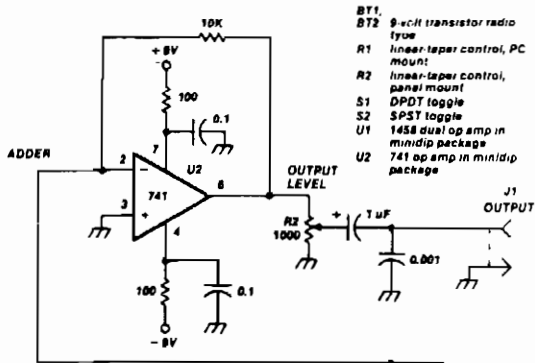 10K
+9V
100
7
0.1
U2
ADDER
2
−
741
3
+
6
4
100
0.1
−9V
OUTPUT
LEVEL
R2
1000
+
1 uF
0.001
J1
OUTPUT
BT1,
BT2 9-volt transistor radio
type
R1 linear-taper control, PC
mount
R2 linear-taper control,
panel mount
S1 DPDT toggle
S2 SPST toggle
U1 1458 dual op amp in
minidip package
U2 741 op amp in minidip
package